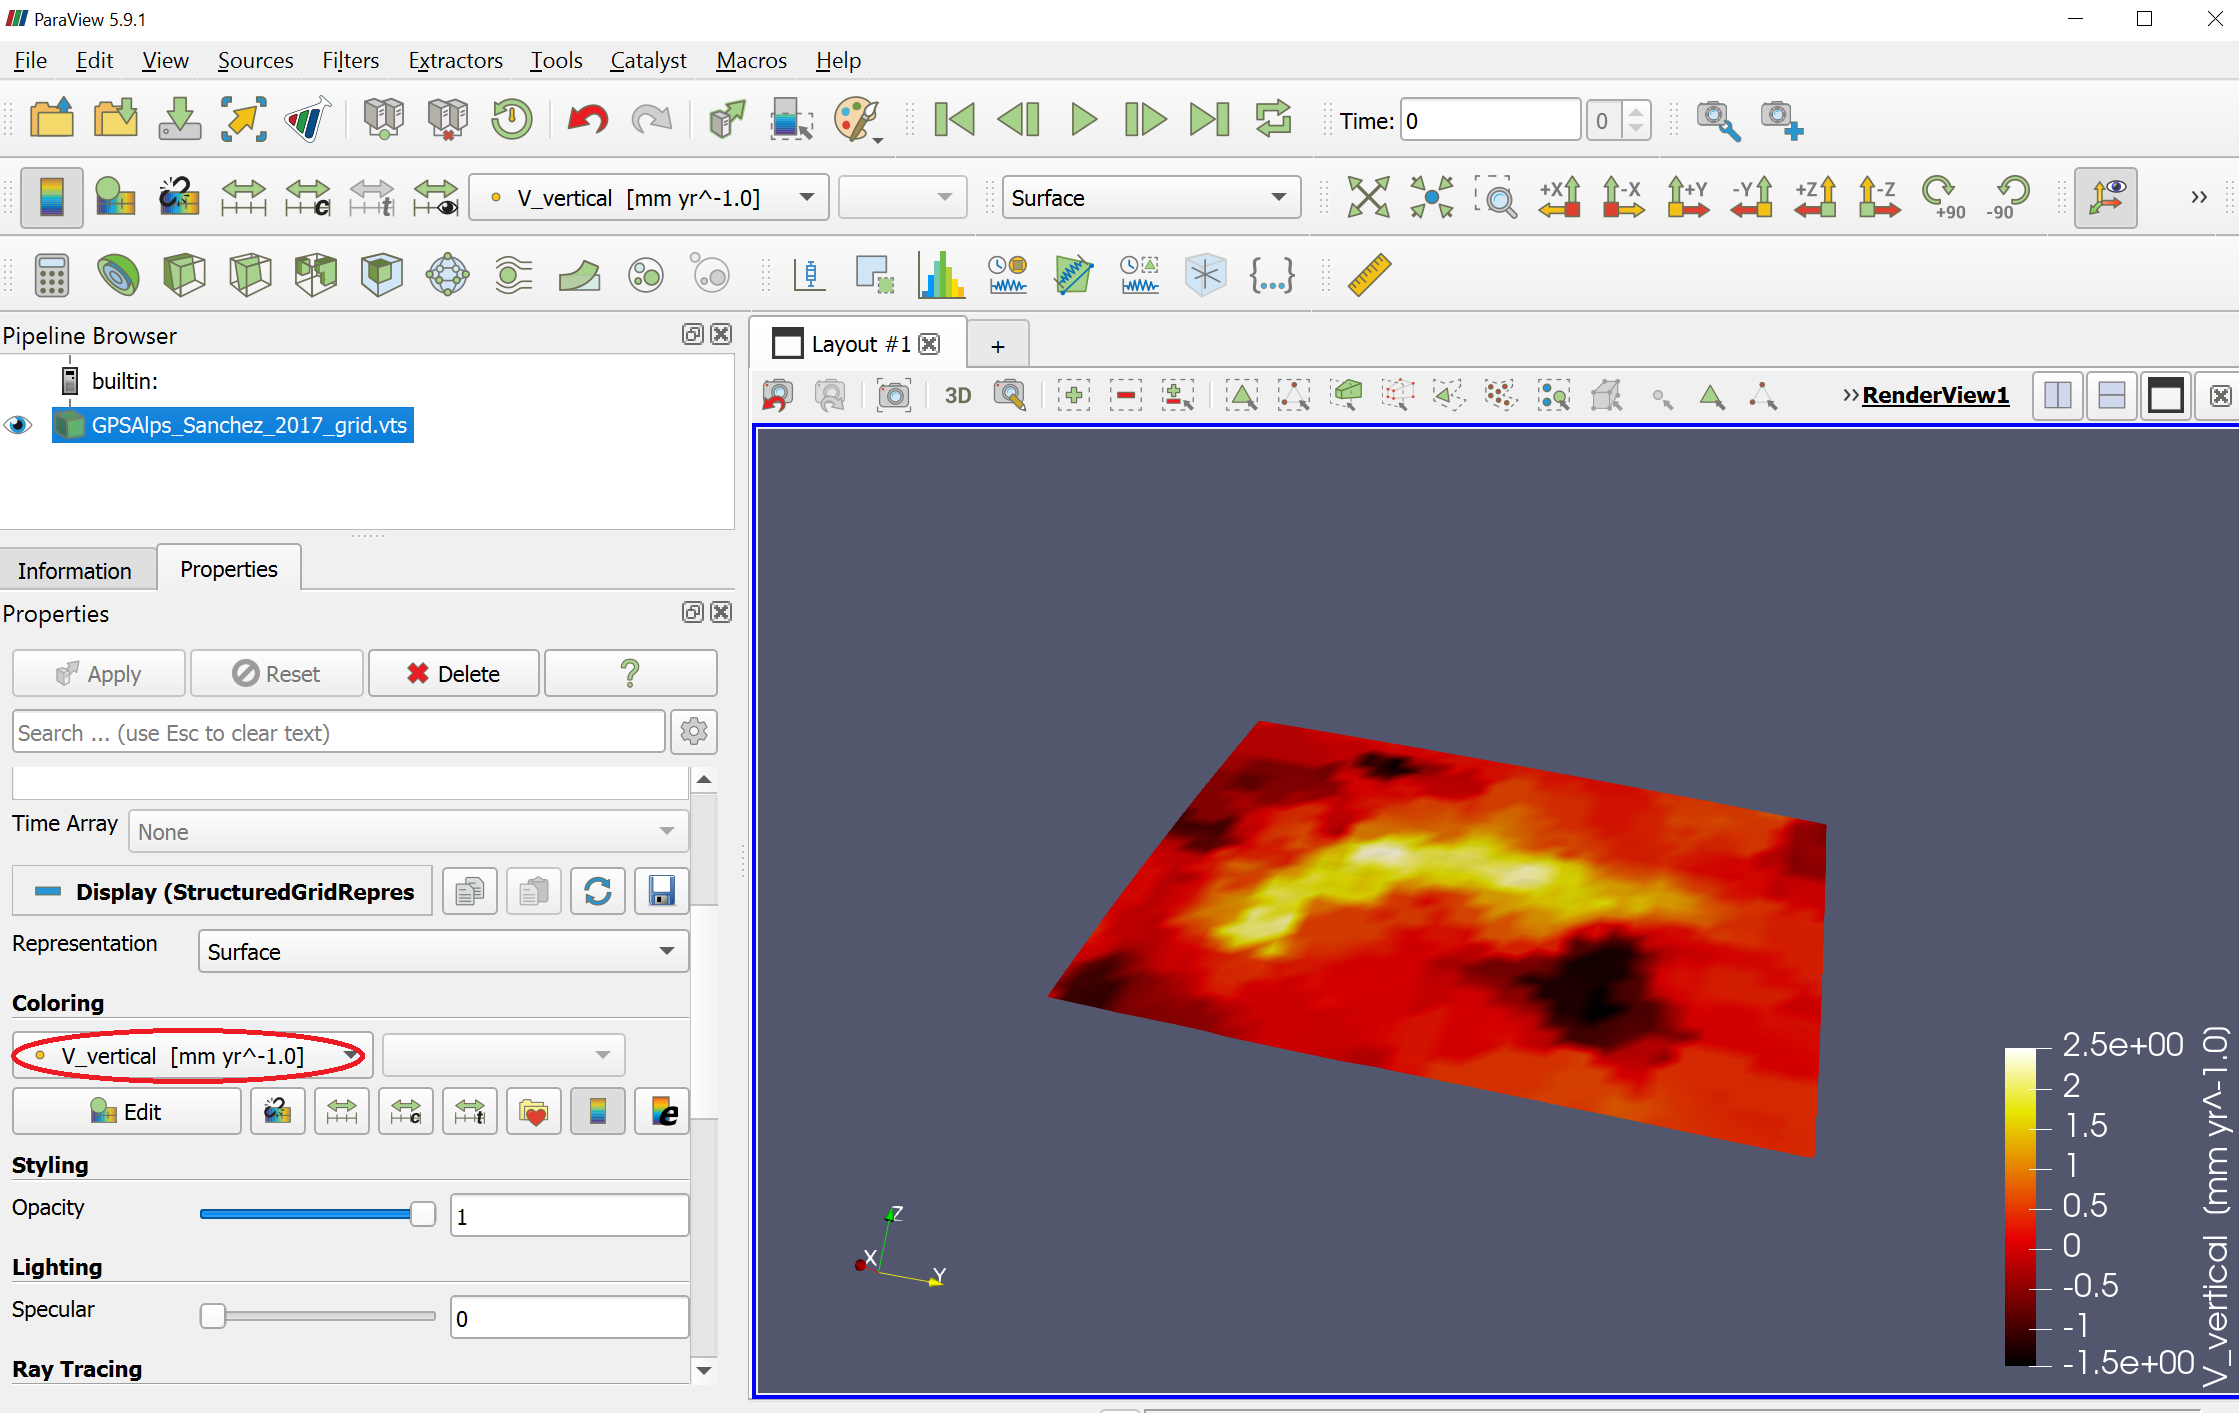 ParaView 5.9.1
File Edit View Sources Filters Extractors Tools Catalyst Macros Help
Time: 0 0
V_vertical [mm yr^-1.0] Surface +X -X +Y -Y +Z -Z +90 -90 »
Pipeline Browser
builtin:
GPSAlps_Sanchez_2017_grid.vts
Layout #1 +
3D »RenderView1
Information Properties
Properties
Apply Reset Delete ?
Search ... (use Esc to clear text)
Time Array None
Display (StructuredGridRepres
Representation Surface
Coloring
V_vertical [mm yr^-1.0]
Edit c t e
Styling
Opacity 1
Lighting
Specular 0
Ray Tracing
Z
X
Y
2.5e+00
2
1.5
1
0.5
0
-0.5
-1
-1.5e+00
V_vertical (mm yr^-1.0)